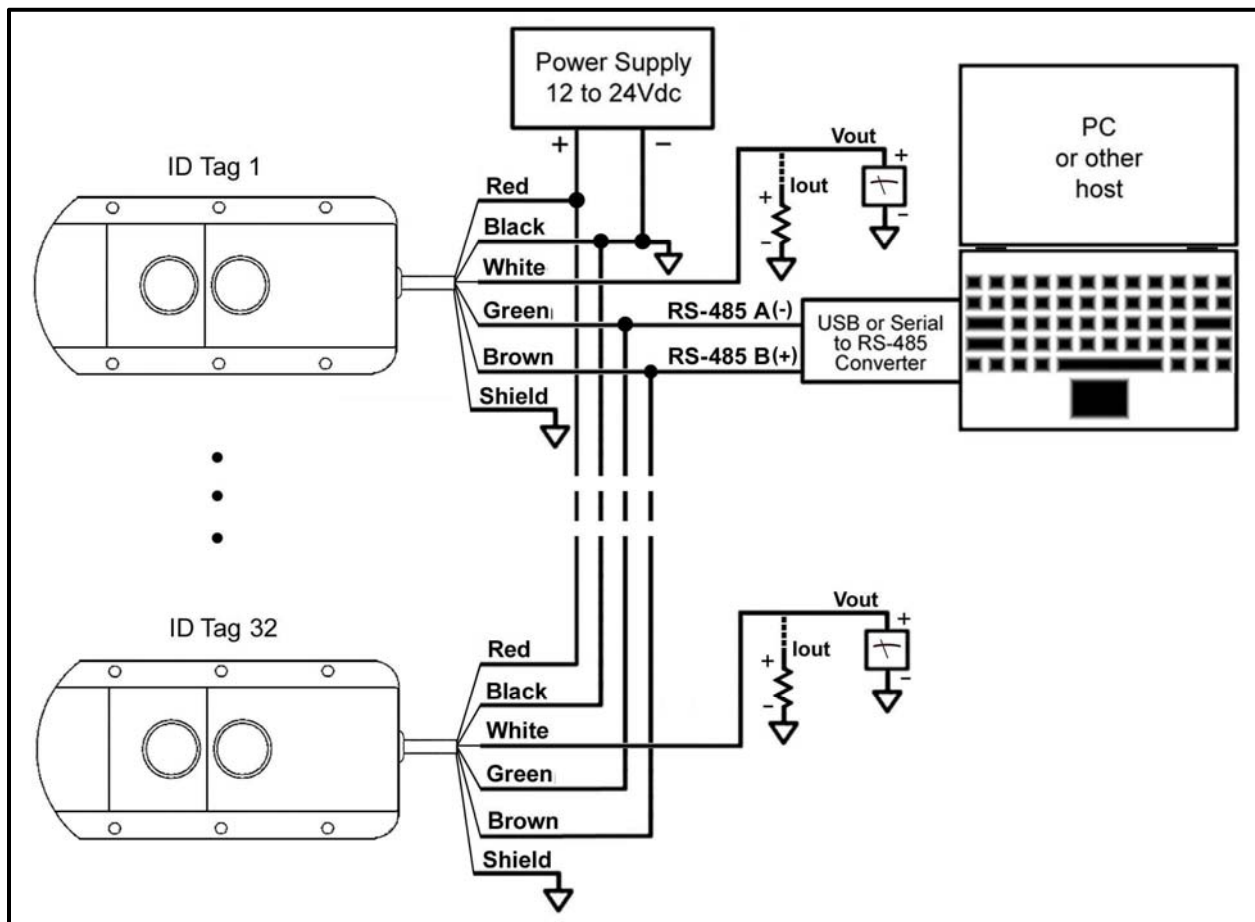 Power Supply
12 to 24Vdc
+
−
ID Tag 1
Red
Black
White
Green
Brown
Shield
Vout
+
−
Iout
+
−
RS-485 A(-)
RS-485 B(+)
USB or Serial
to RS-485
Converter
PC
or other
host
ID Tag 32
Red
Black
White
Green
Brown
Shield
Vout
+
−
Iout
+
−